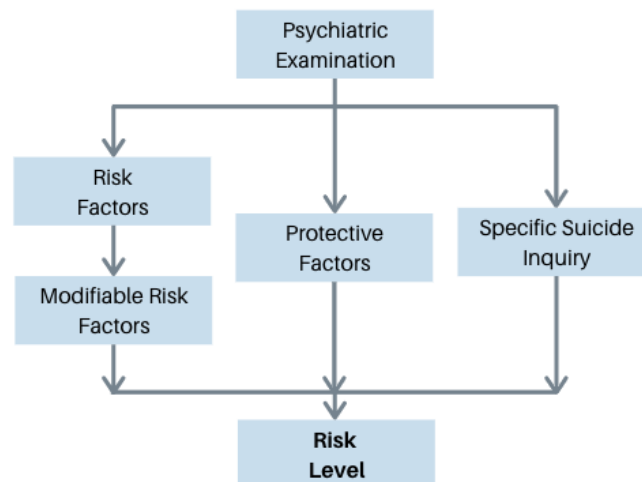 Psychiatric
Examination
Risk
Factors
Protective
Factors
Specific Suicide
Inquiry
Modifiable Risk
Factors
Risk
Level